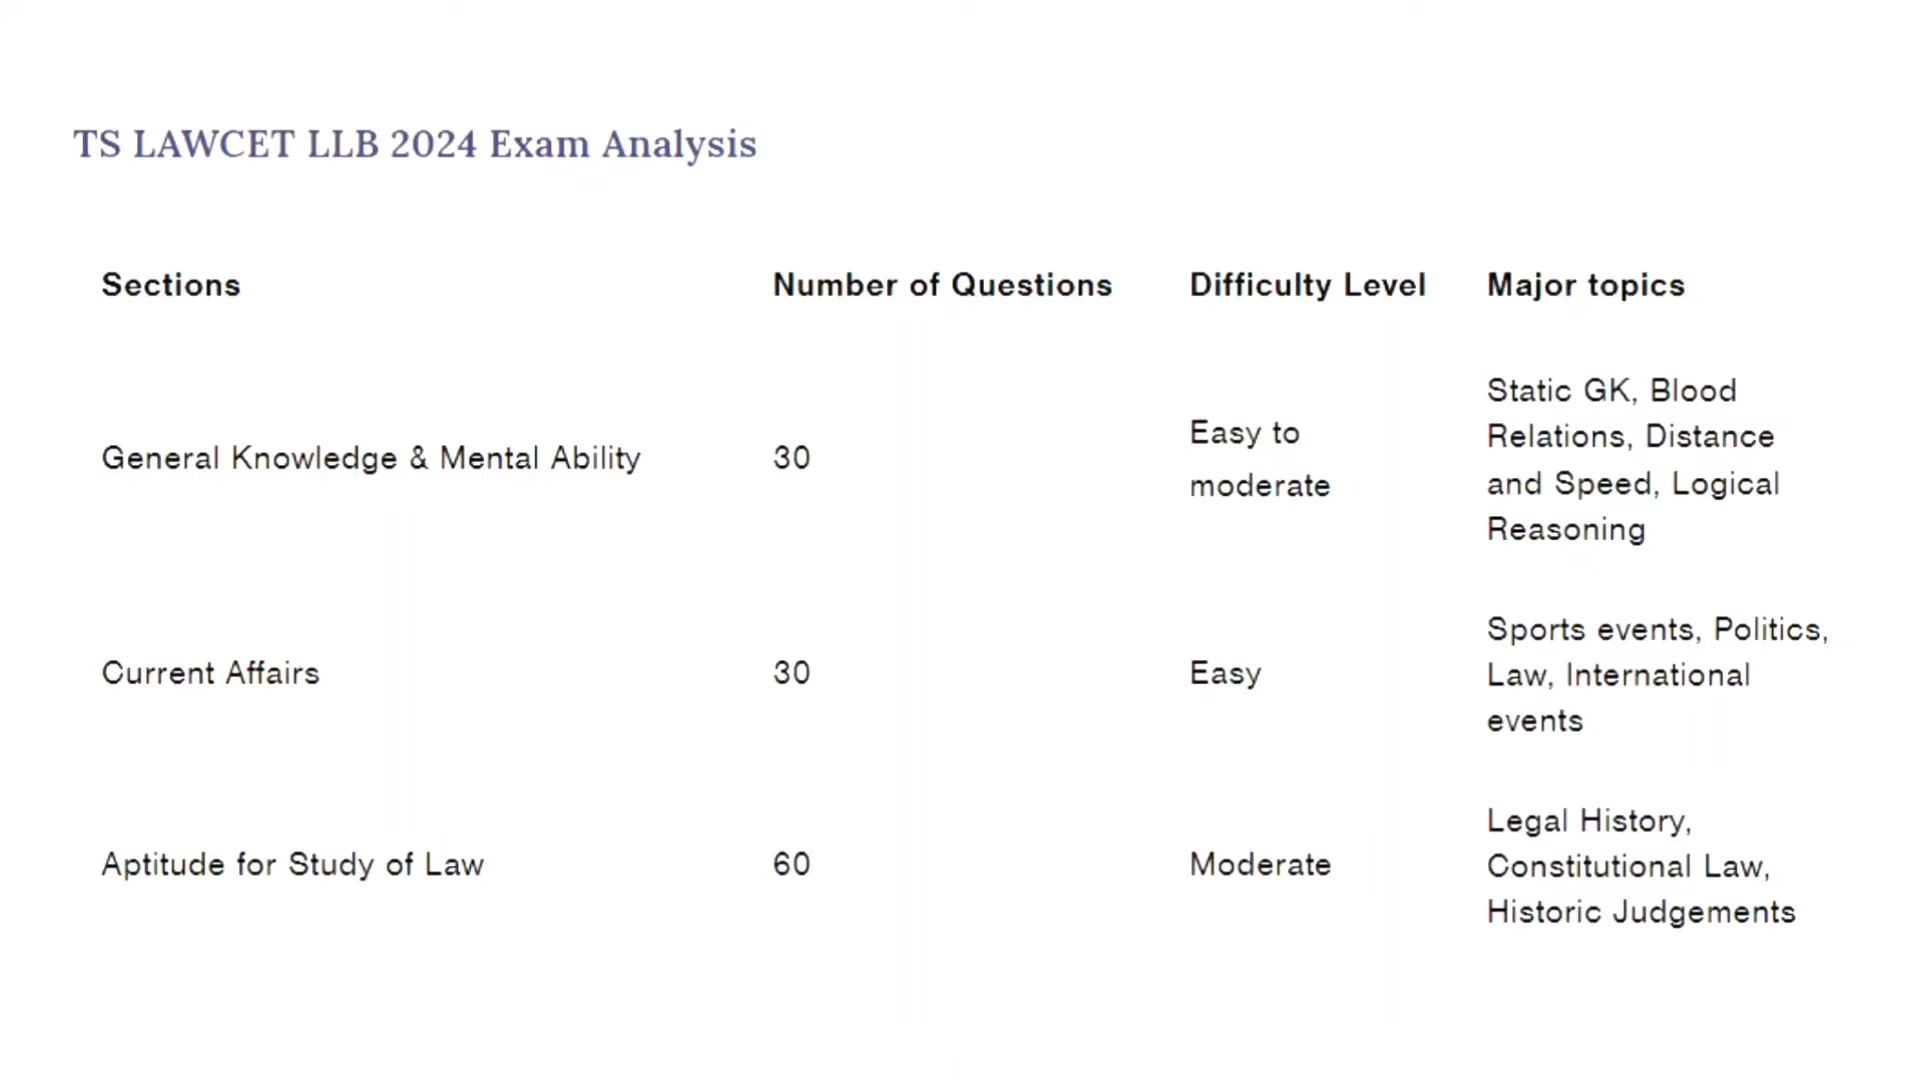 TS LAWCET LLB 2024 Exam Analysis
Sections
Number of Questions
Difficulty Level
Major topics
General Knowledge & Mental Ability
30
Easy to
moderate
Static GK, Blood
Relations, Distance
and Speed, Logical
Reasoning
Current Affairs
30
Easy
Sports events, Politics,
Law, International
events
Aptitude for Study of Law
60
Moderate
Legal History,
Constitutional Law,
Historic Judgements